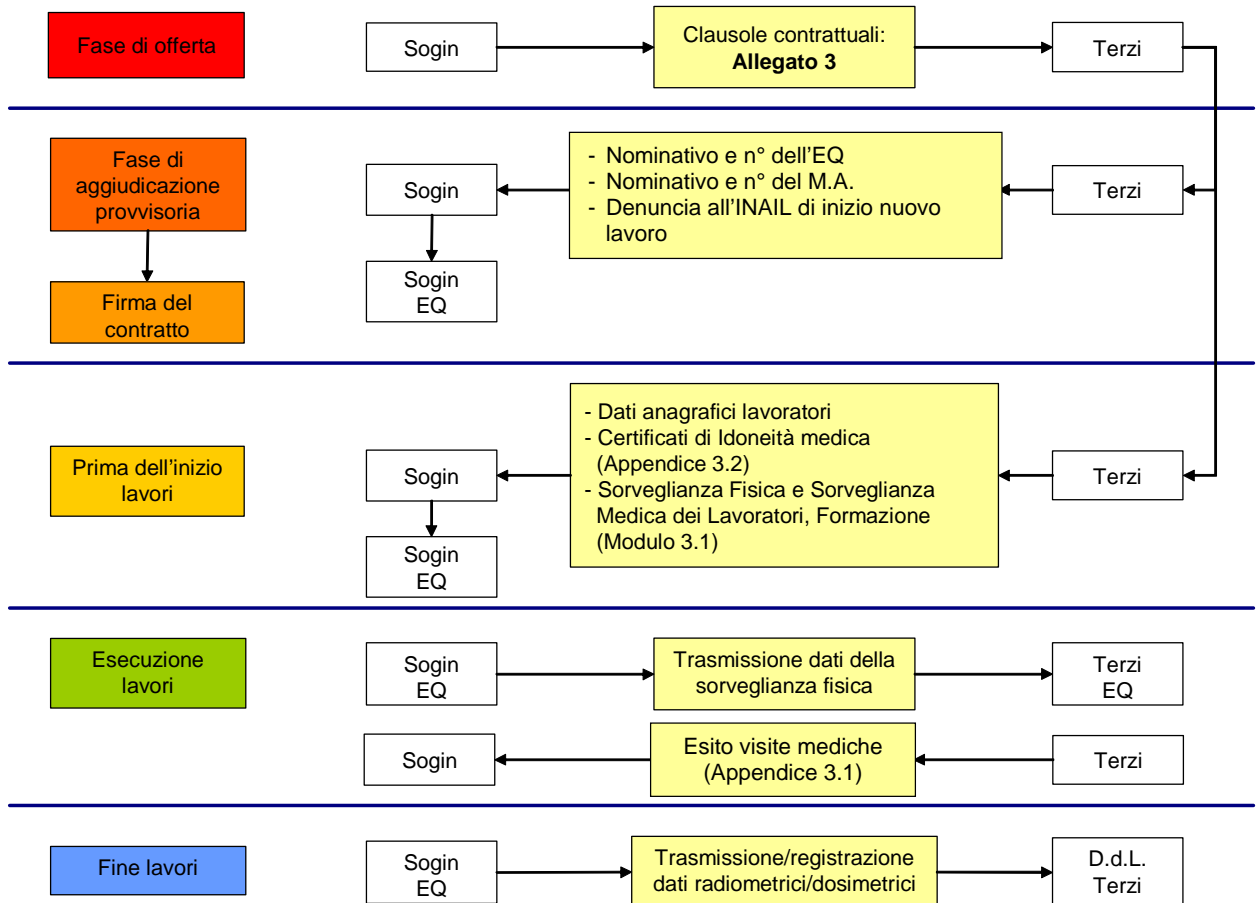 Fase di offerta
Sogin
Clausole contrattuali:
Allegato 3
Terzi
Fase di
aggiudicazione
provvisoria
Sogin
- Nominativo e n° dell'EQ
- Nominativo e n° del M.A.
- Denuncia all'INAIL di inizio nuovo
lavoro
Terzi
Sogin
EQ
Firma del
contratto
Prima dell'inizio
lavori
Sogin
- Dati anagrafici lavoratori
- Certificati di Idoneità medica
(Appendice 3.2)
- Sorveglianza Fisica e Sorveglianza
Medica dei Lavoratori, Formazione
(Modulo 3.1)
Terzi
Sogin
EQ
Esecuzione
lavori
Sogin
EQ
Trasmissione dati della
sorveglianza fisica
Terzi
EQ
Sogin
Esito visite mediche
(Appendice 3.1)
Terzi
Fine lavori
Sogin
EQ
Trasmissione/registrazione
dati radiometrici/dosimetrici
D.d.L.
Terzi